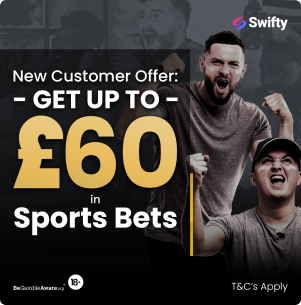 Swifty
New Customer Offer:
- GET UP TO -
£60
in
Sports Bets
BeGambleAware.org
18+
T&C's Apply